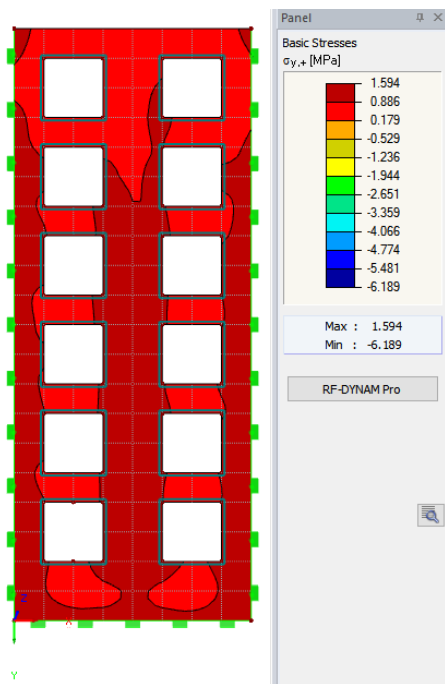 Panel
Basic Stresses
σy,+ [MPa]
1.594
0.886
0.179
-0.529
-1.236
-1.944
-2.651
-3.359
-4.066
-4.774
-5.481
-6.189
Max : 1.594
Min : -6.189
RF-DYNAM Pro
Z
X
Y